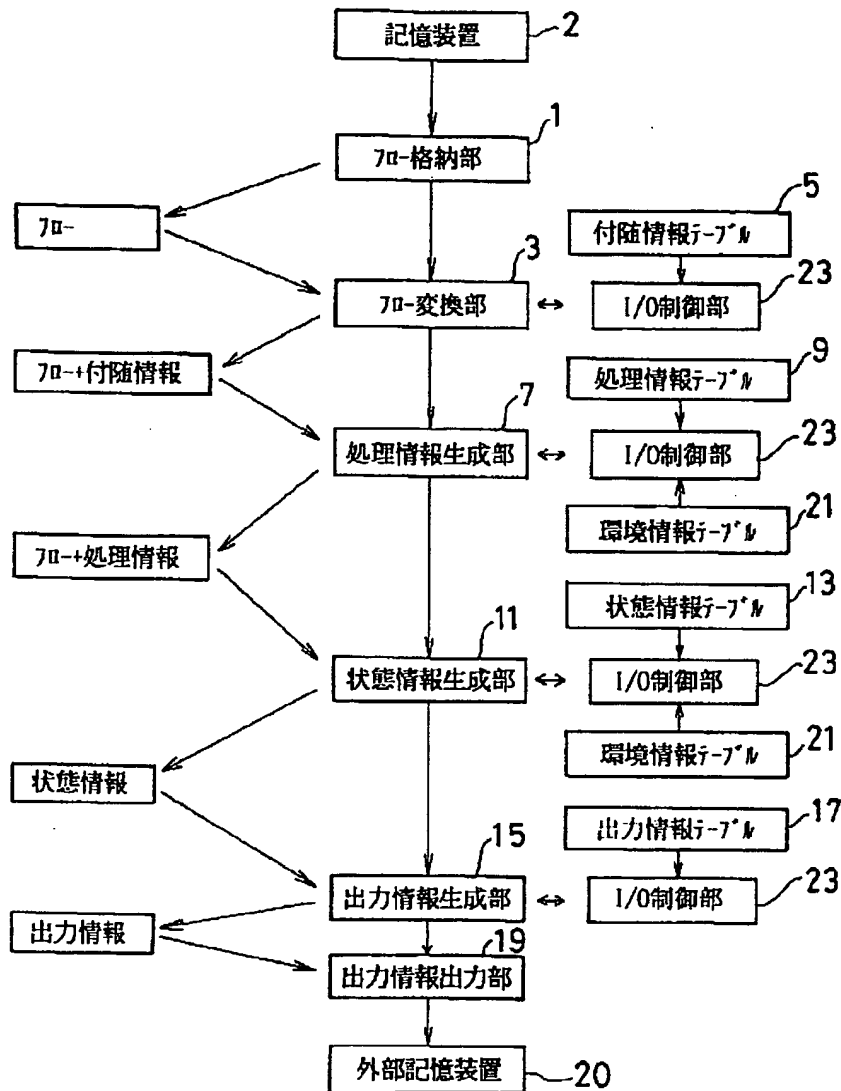 記憶装置
2
1
ﾌﾛｰ格納部
5
ﾌﾛｰ
付随情報ﾃｰﾌﾞﾙ
3
23
ﾌﾛｰ変換部
I/O制御部
9
ﾌﾛｰ+付随情報
処理情報ﾃｰﾌﾞﾙ
7
23
処理情報生成部
I/O制御部
21
ﾌﾛｰ+処理情報
環境情報ﾃｰﾌﾞﾙ
13
状態情報ﾃｰﾌﾞﾙ
11
23
状態情報生成部
I/O制御部
21
状態情報
環境情報ﾃｰﾌﾞﾙ
17
出力情報ﾃｰﾌﾞﾙ
15
23
出力情報生成部
I/O制御部
出力情報
19
出力情報出力部
外部記憶装置
20